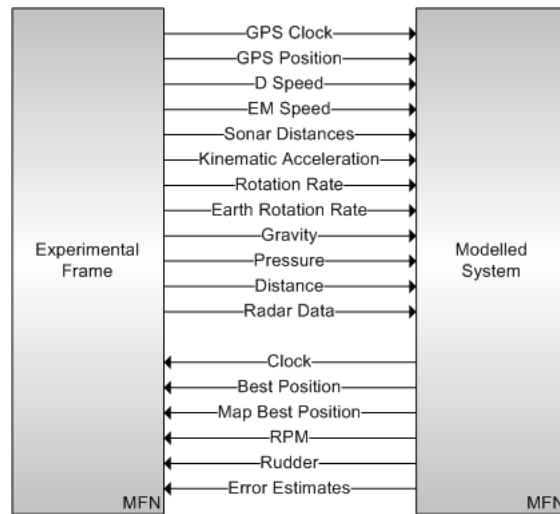 GPS Clock
GPS Position
D Speed
EM Speed
Sonar Distances
Kinematic Acceleration
Rotation Rate
Earth Rotation Rate
Gravity
Pressure
Distance
Radar Data
Experimental
Frame
Modelled
System
Clock
Best Position
Map Best Position
RPM
Rudder
Error Estimates
MFN
MFN